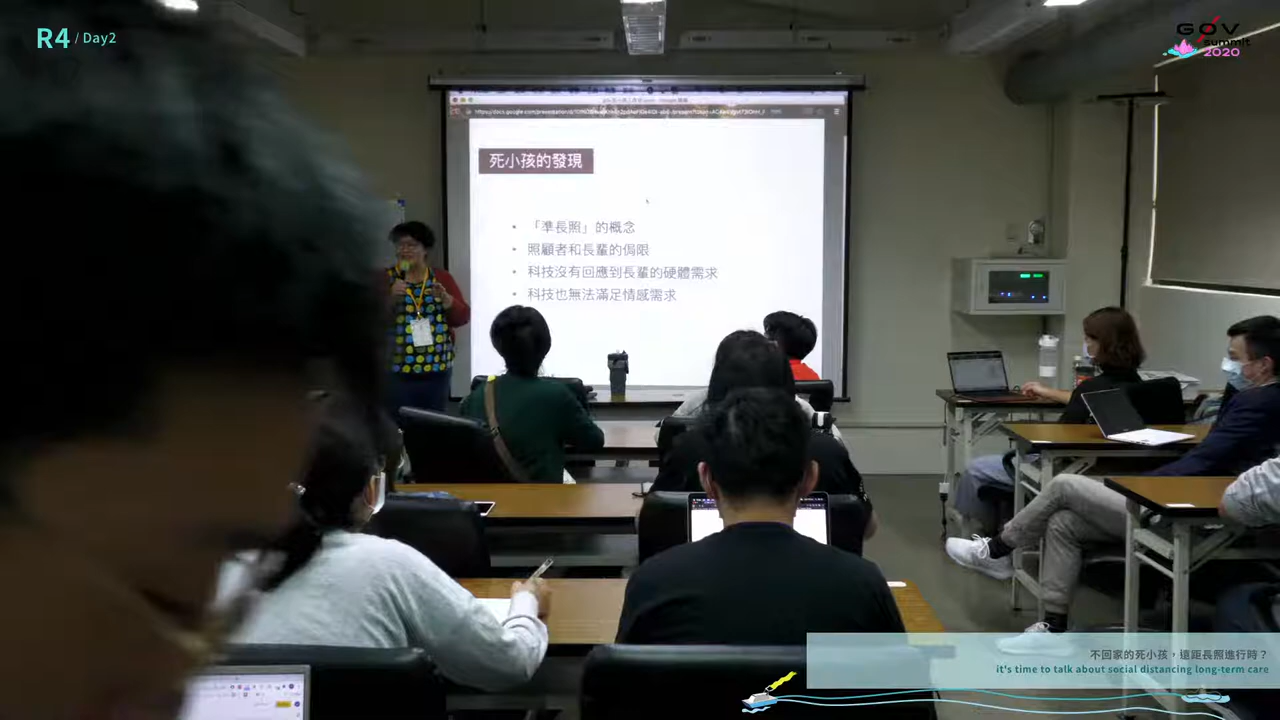 R4 / Day2
GØV
summit
2020
死小孩的發現
• 「準長照」的概念
• 照顧者和長輩的侷限
• 科技沒有回應到長輩的硬體需求
• 科技也無法滿足情感需求
不回家的死小孩，遠距長照進行時？
it's time to talk about social distancing long-term care